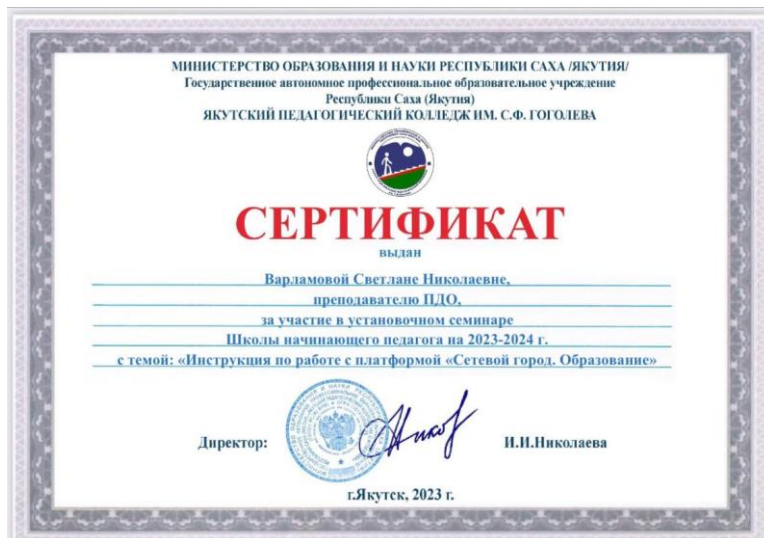 МИНИСТЕРСТВО ОБРАЗОВАНИЯ И НАУКИ РЕСПУБЛИКИ САХА /ЯКУТИЯ/
Государственное автономное профессиональное образовательное учреждение
Республики Саха (Якутия)
ЯКУТСКИЙ ПЕДАГОГИЧЕСКИЙ КОЛЛЕДЖ ИМ. С.Ф. ГОГОЛЕВА
СЕРТИФИКАТ
выдан
Варламовой Светлане Николаевне,
преподавателю ПДО,
за участие в установочном семинаре
Школы начинающего педагога на 2023-2024 г.
с темой: «Инструкция по работе с платформой «Сетевой город. Образование»
Директор:
И.И.Николаева
г.Якутск, 2023 г.